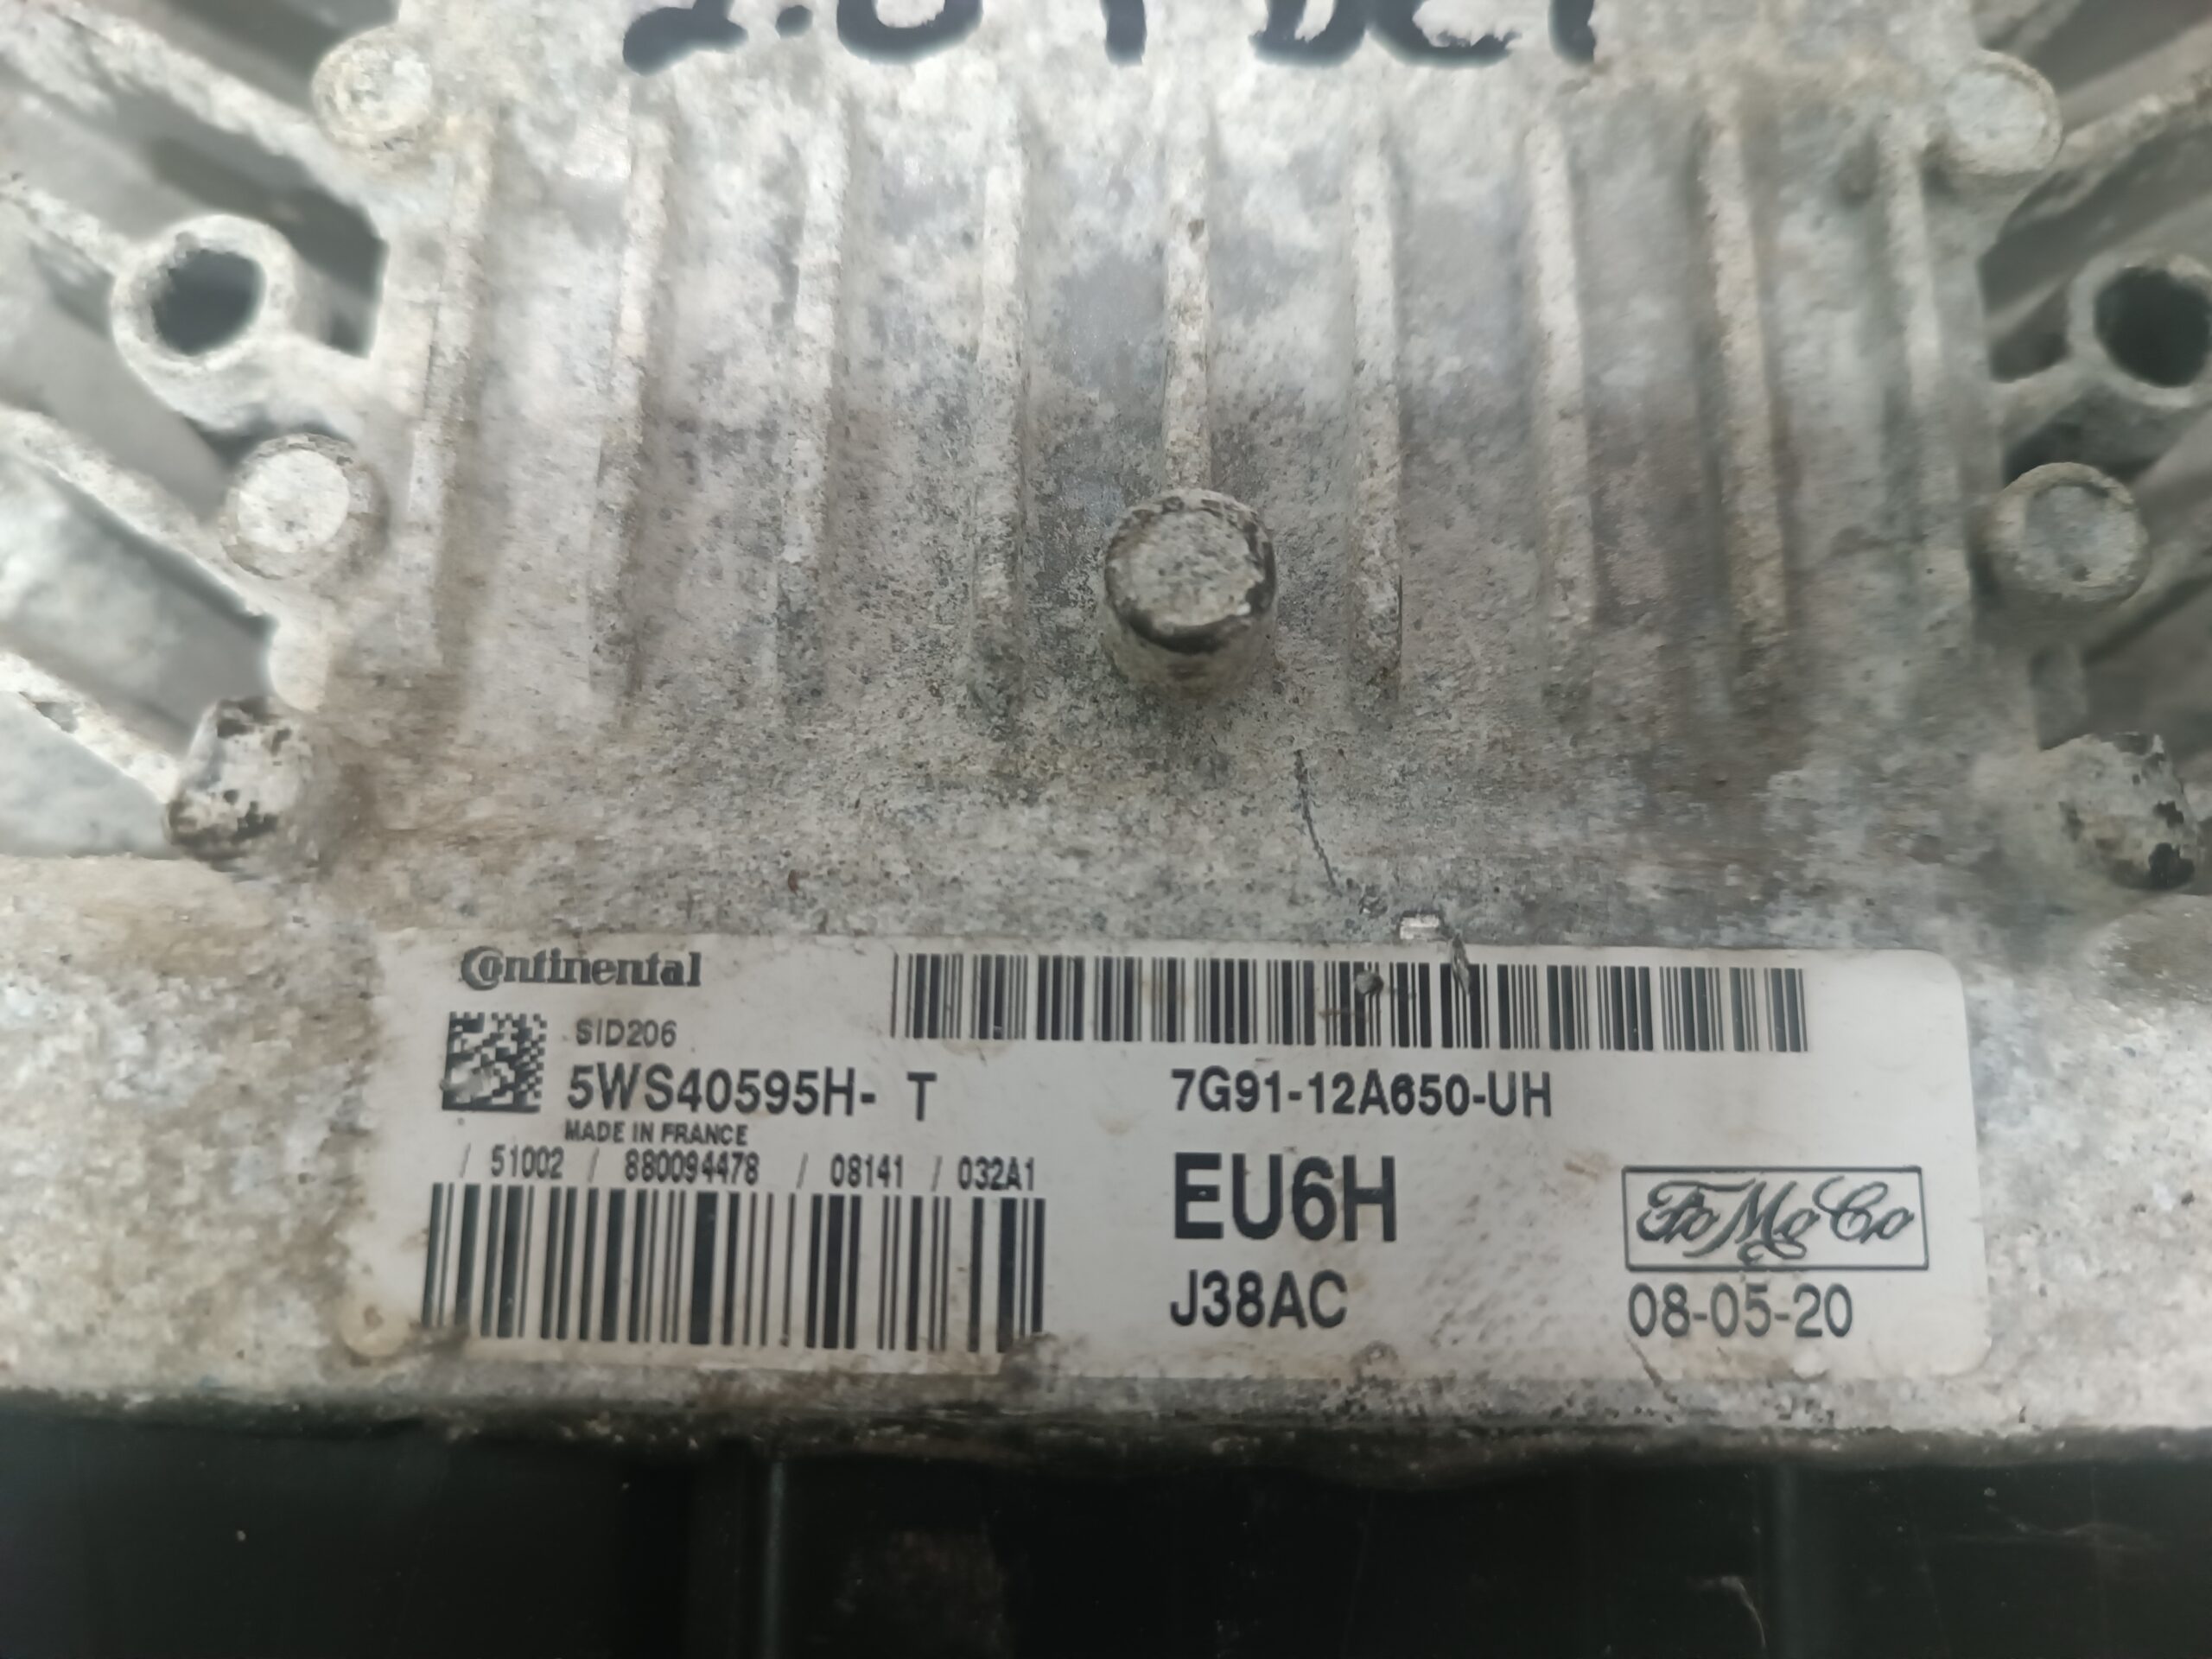 Continental
SID206
5WS40595H- T
MADE IN FRANCE
/ 51002 / 880094478 / 08141 / 032A1
7G91-12A650-UH
EU6H
J38AC
FoMoCo
08-05-20